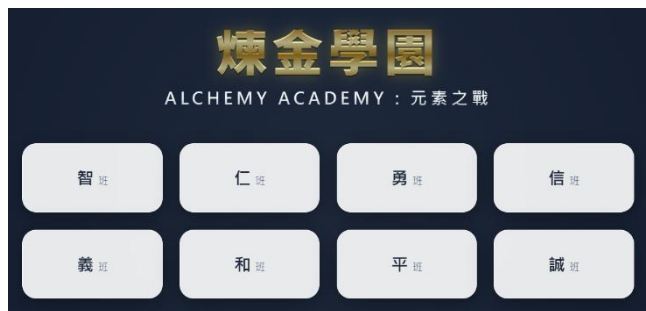 煉金學園
ALCHEMY ACADEMY：元素之戰
智 班 仁 班 勇 班 信 班
義 班 和 班 平 班 誠 班